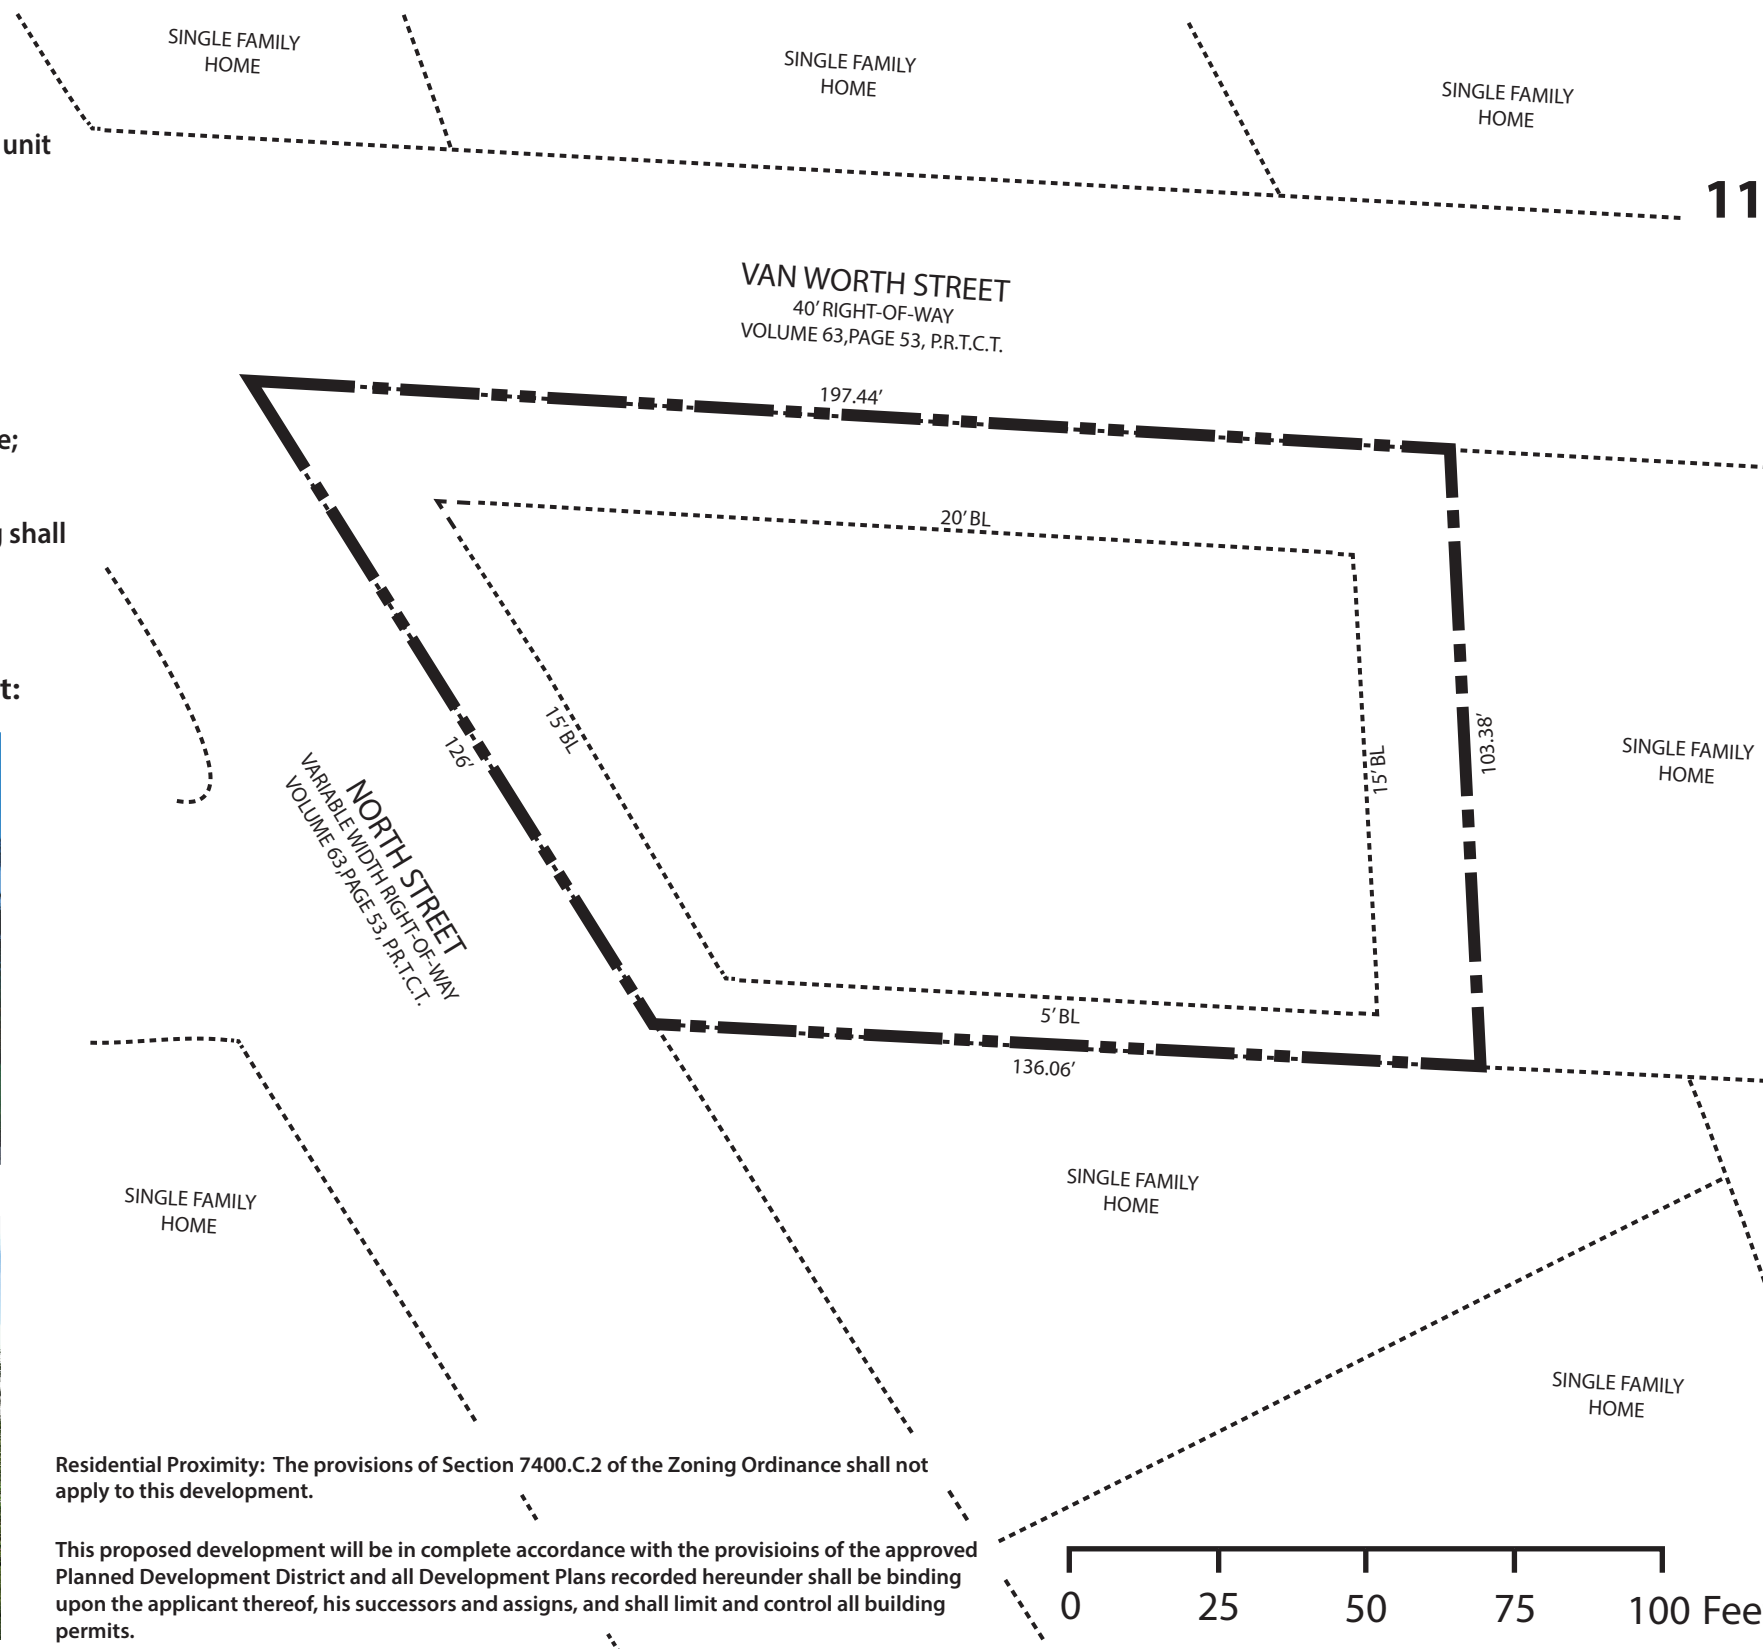 SINGLE FAMILY
HOME
SINGLE FAMILY
HOME
SINGLE FAMILY
HOME
unit
11
VAN WORTH STREET
40' RIGHT-OF-WAY
VOLUME 63,PAGE 53, P.R.T.C.T.
197.44'
e;
20' BL
g shall
t:
15' BL
126'
15' BL
103.38'
SINGLE FAMILY
HOME
NORTH STREET
VARIABLE WIDTH RIGHT-OF-WAY
VOLUME 63,PAGE 53, P.R.T.C.T.
5' BL
136.06'
SINGLE FAMILY
HOME
SINGLE FAMILY
HOME
SINGLE FAMILY
HOME
Residential Proximity: The provisions of Section 7400.C.2 of the Zoning Ordinance shall not
apply to this development.
This proposed development will be in complete accordance with the provisioins of the approved
Planned Development District and all Development Plans recorded hereunder shall be binding
upon the applicant thereof, his successors and assigns, and shall limit and control all building
permits.
0 25 50 75 100 Fee